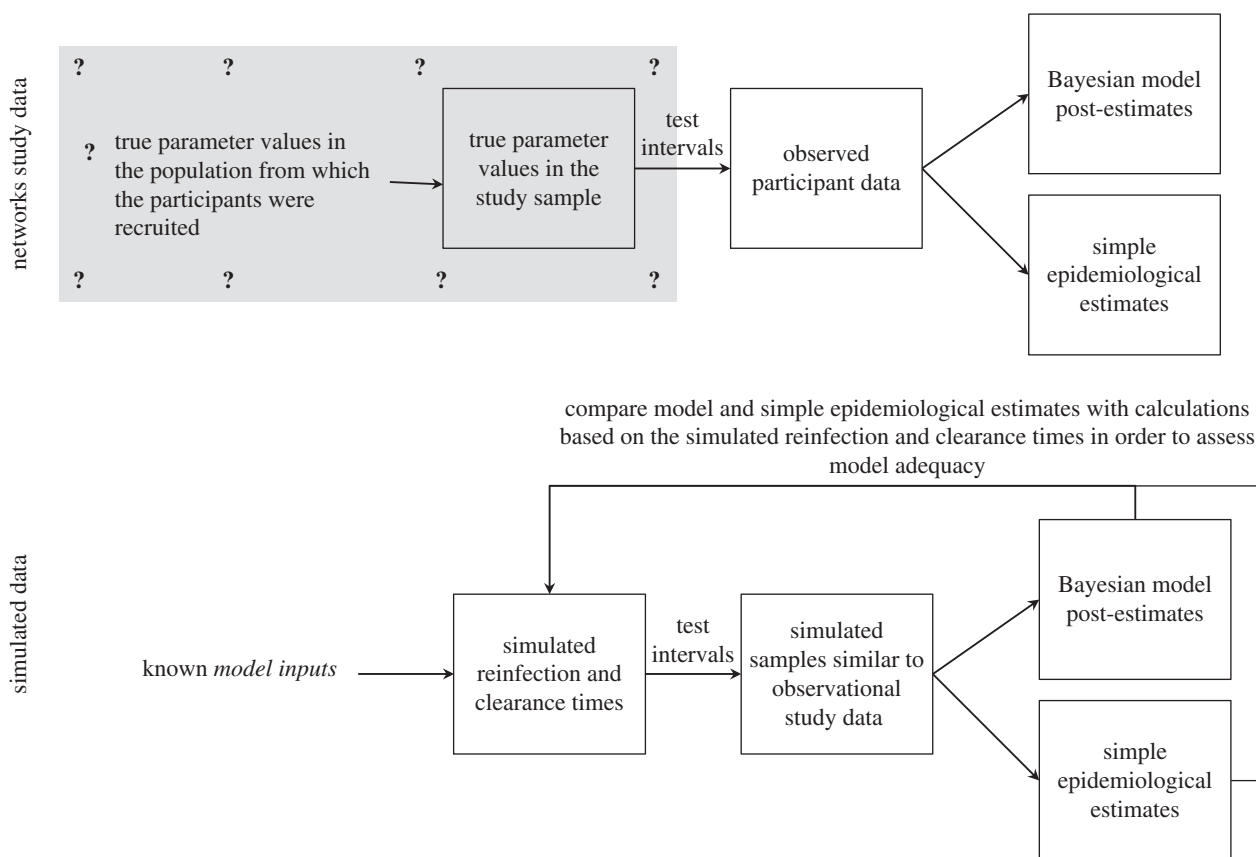 networks study data
? ? ? ?
? true parameter values in
the population from which
the participants were
recruited
? ? ? ?
true parameter
values in the
study sample
test
intervals
observed
participant data
Bayesian model
post-estimates
simple
epidemiological
estimates
compare model and simple epidemiological estimates with calculations
based on the simulated reinfection and clearance times in order to assess
model adequacy
simulated data
known model inputs
simulated
reinfection and
clearance times
test
intervals
simulated
samples similar to
observational
study data
Bayesian model
post-estimates
simple
epidemiological
estimates